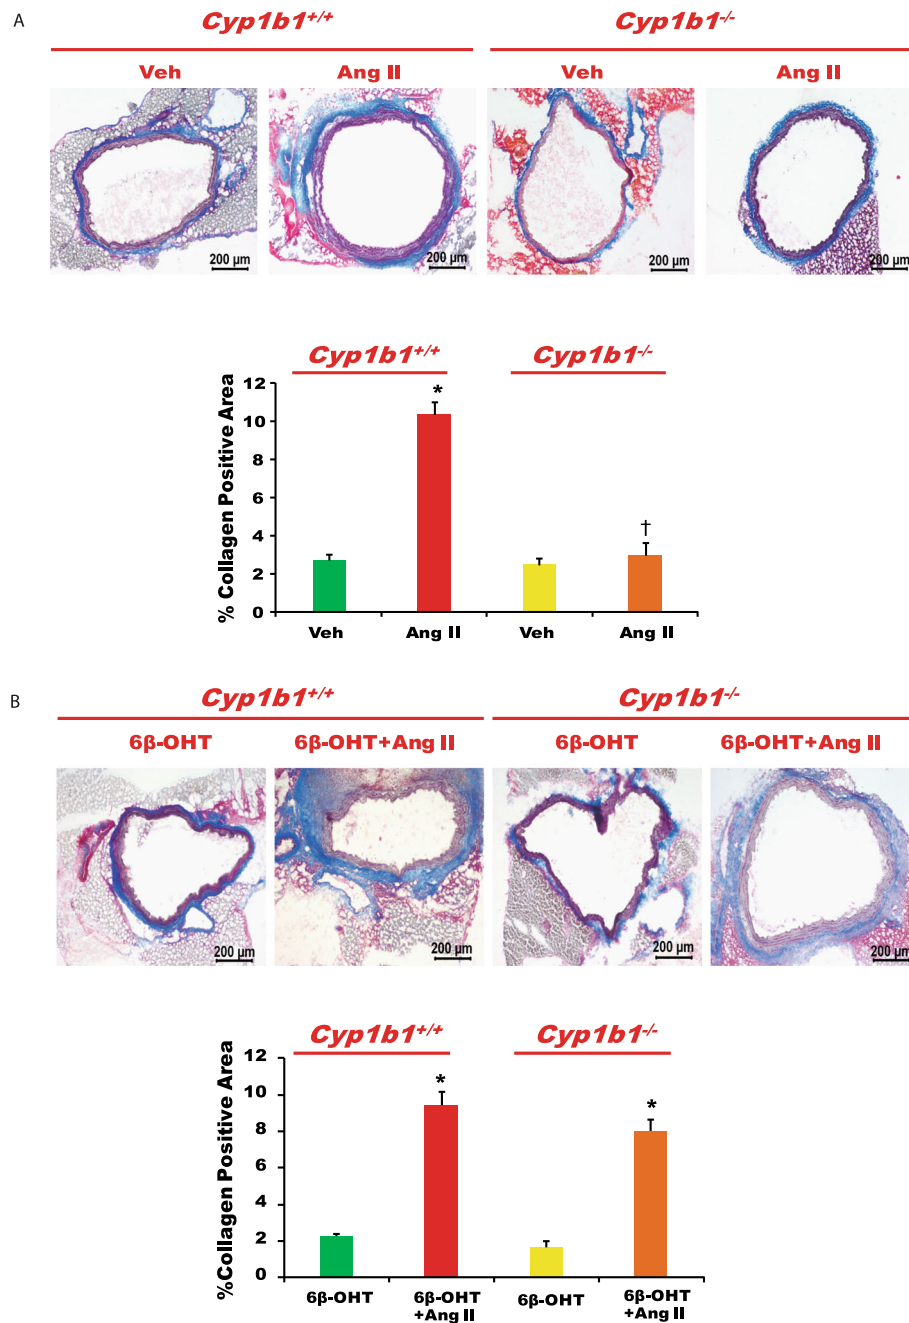 A
Cyp1b1+/+ Cyp1b1-/-
Veh Ang II Veh Ang II
200 µm 200 µm 200 µm 200 µm
Cyp1b1+/+ Cyp1b1-/-
% Collagen Positive Area
12
10
8
6
4
2
0
*
†
Veh Ang II Veh Ang II
B
Cyp1b1+/+ Cyp1b1-/-
6β-OHT 6β-OHT+Ang II 6β-OHT 6β-OHT+Ang II
200 µm 200 µm 200 µm 200 µm
Cyp1b1+/+ Cyp1b1-/-
%Collagen Positive Area
12
10
8
6
4
2
0
*
*
6β-OHT 6β-OHT 6β-OHT 6β-OHT
+Ang II +Ang II